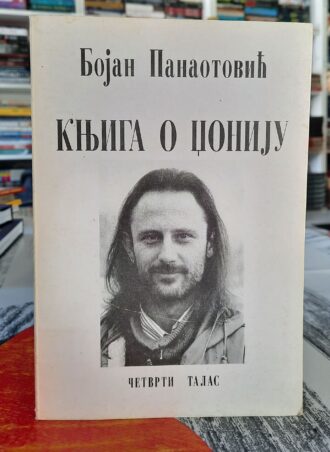 Бојан Панаотовић
КЊИГА О ЏОНИЈУ
ЧЕТВРТИ ТАЛАС